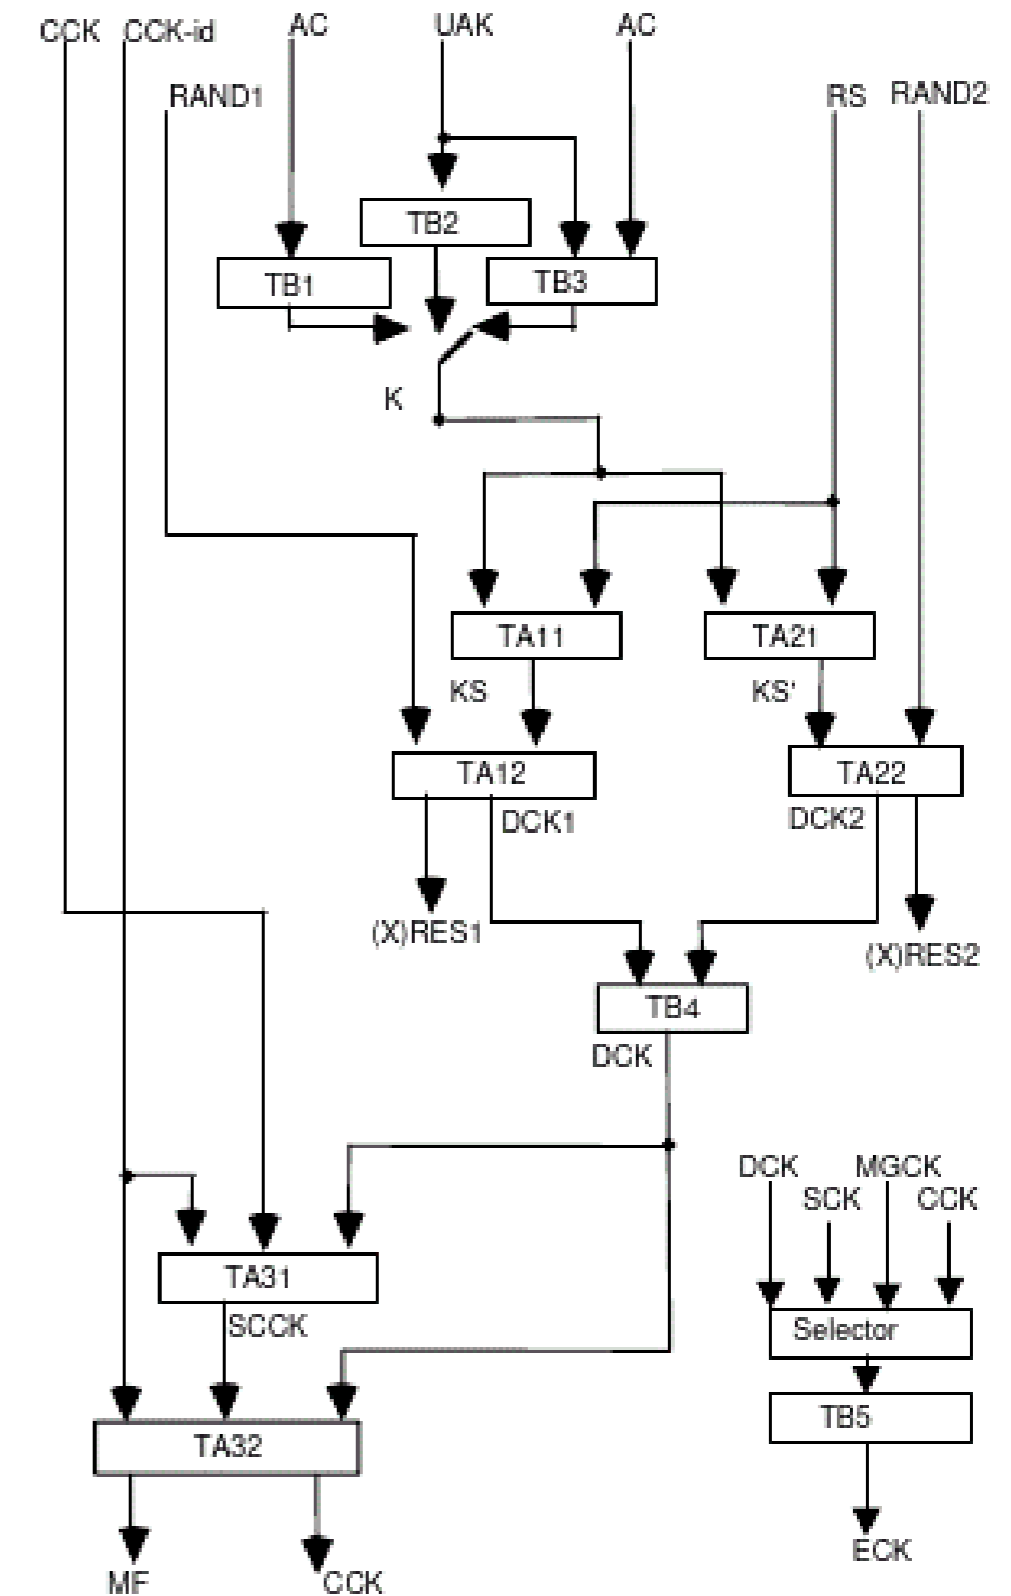 CCK CCK-id AC UAK AC
RAND1 RS RAND2
TB2
TB1 TB3
K
TA11 TA21
KS KS'
TA12 TA22
DCK1 DCK2
(X)RES1 (X)RES2
TB4
DCK
DCK MGCK
SCK CCK
TA31
SCCK Selector
TB5
TA32
ECK
MF CCK